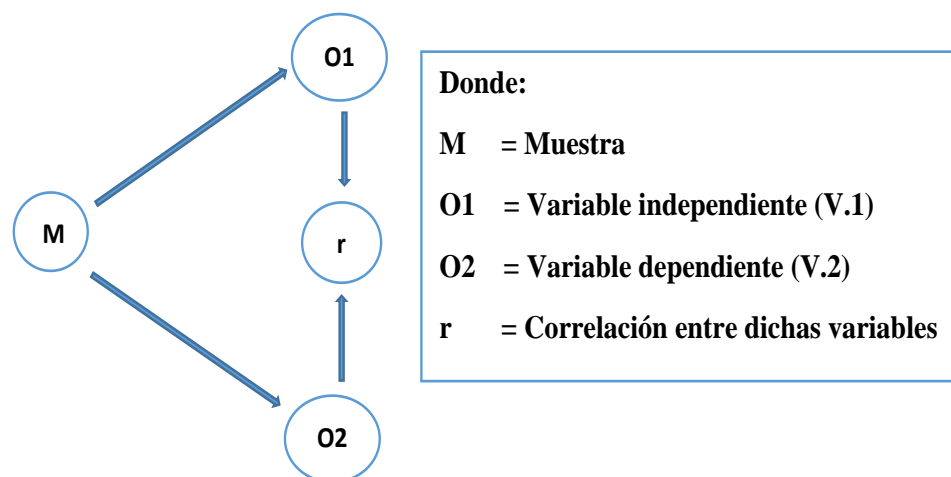 O1
M
r
O2
Donde:
M = Muestra
O1 = Variable independiente (V.1)
O2 = Variable dependiente (V.2)
r = Correlación entre dichas variables